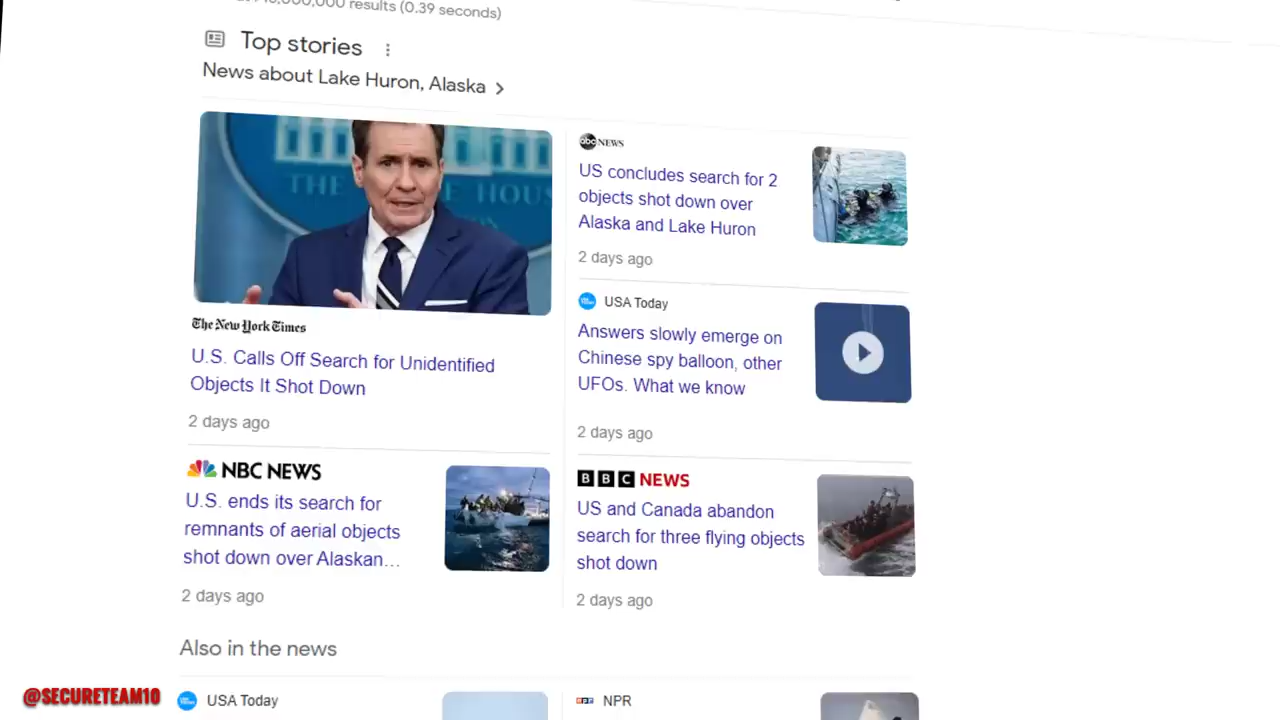 results (0.39 seconds)
Top stories
News about Lake Huron, Alaska
THE
The New York Times
U.S. Calls Off Search for Unidentified
Objects It Shot Down
2 days ago
NBC NEWS
U.S. ends its search for
remnants of aerial objects
shot down over Alaskan...
2 days ago
abc NEWS
US concludes search for 2
objects shot down over
Alaska and Lake Huron
2 days ago
USA Today
Answers slowly emerge on
Chinese spy balloon, other
UFOs. What we know
2 days ago
BBC NEWS
US and Canada abandon
search for three flying objects
shot down
2 days ago
Also in the news
USA Today
NPR
@SECURETEAM10